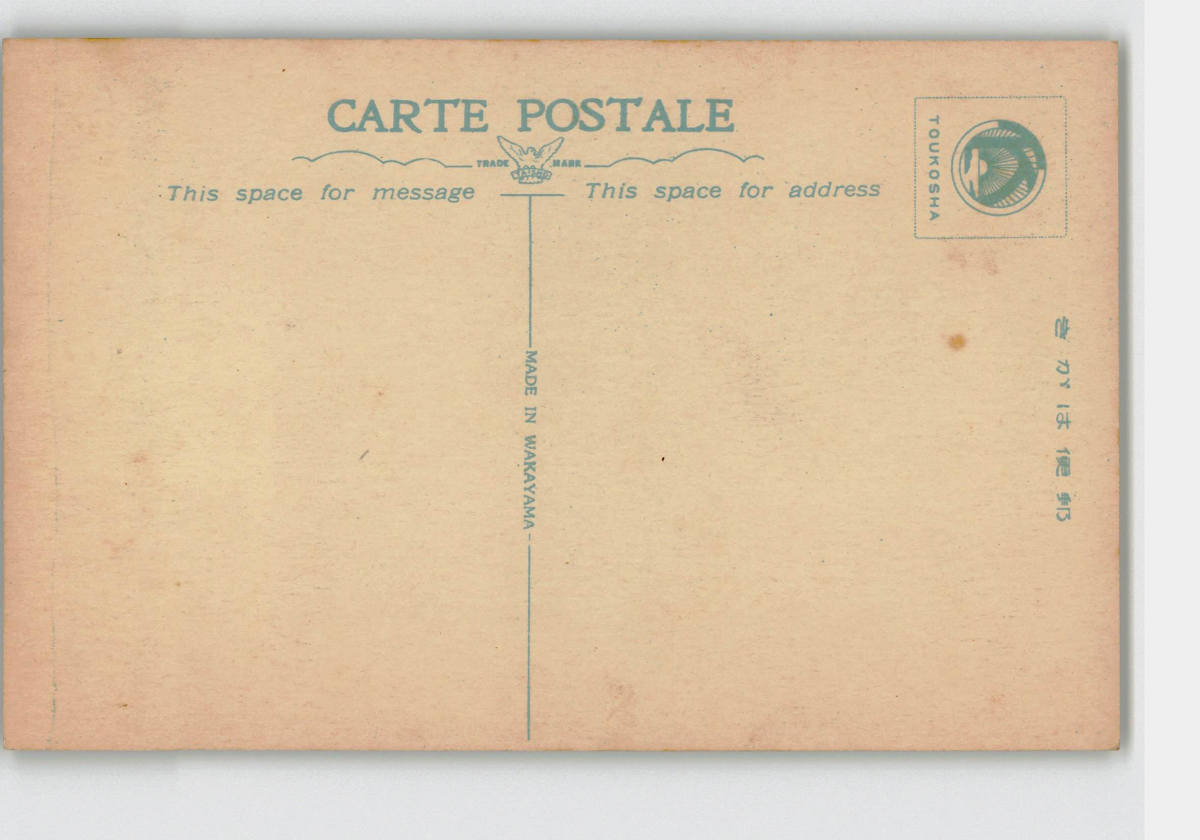 CARTE POSTALE
TRADE MARK
This space for message
This space for address
TOUKOSHA
MADE IN WAKAYAMA
郵便はがき